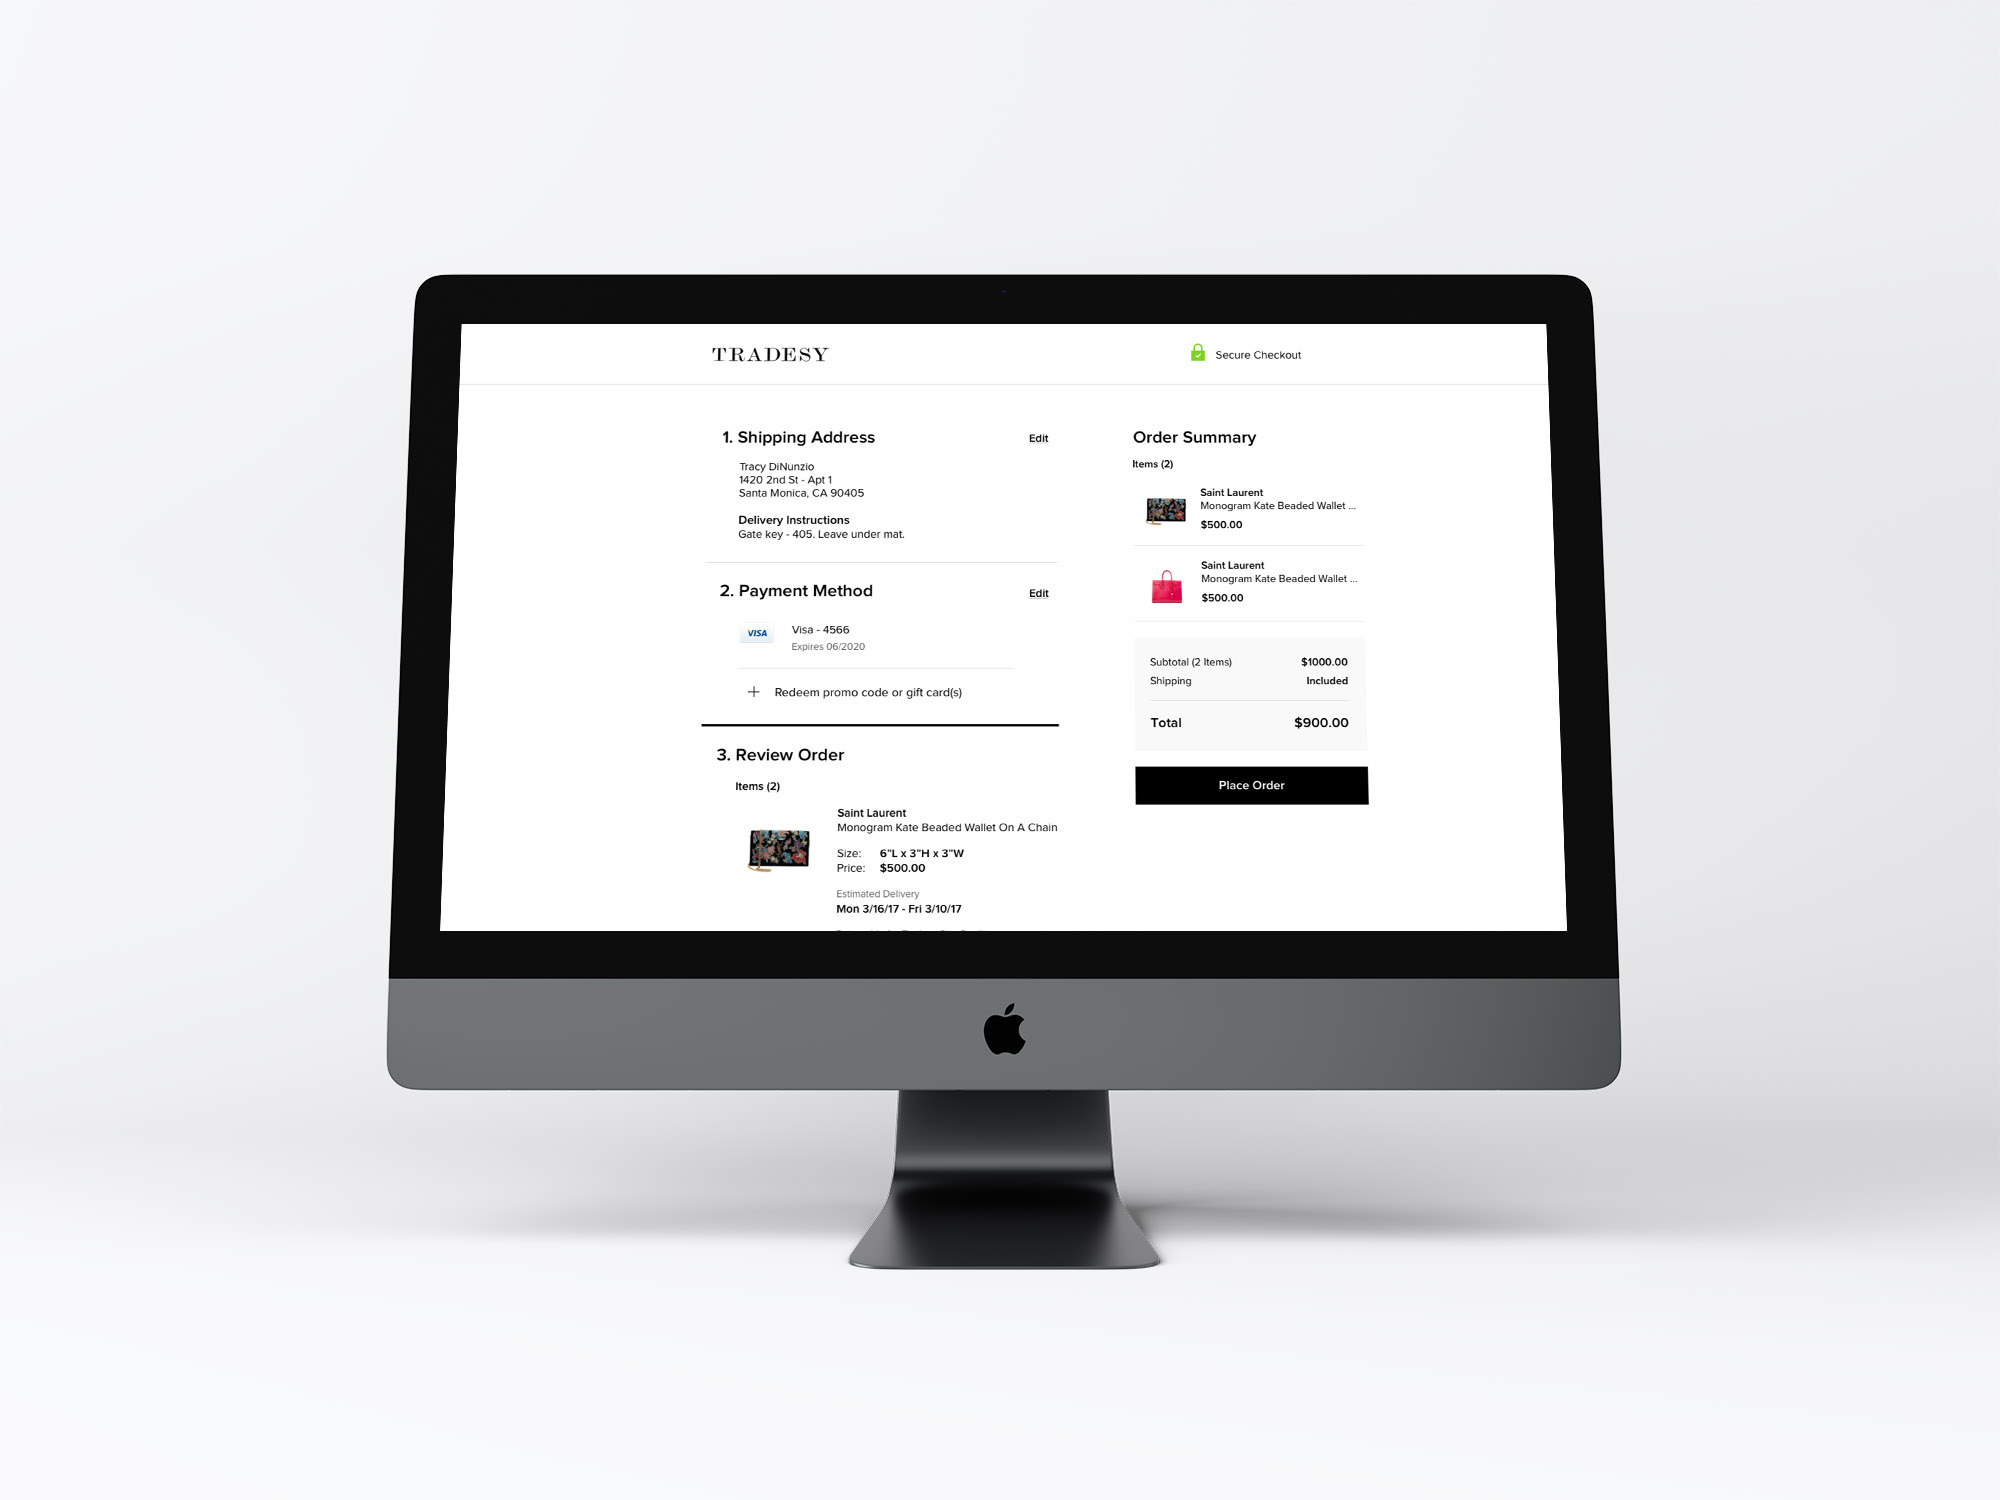 TRADESY
Secure Checkout
1. Shipping Address
Edit
Tracy DiNunzio
1420 2nd St - Apt 1
Santa Monica, CA 90405
Delivery Instructions
Gate key - 405. Leave under mat.
2. Payment Method
Edit
VISA
Visa - 4566
Expires 06/2020
Redeem promo code or gift card(s)
3. Review Order
Items (2)
Saint Laurent
Monogram Kate Beaded Wallet On A Chain
Size: 6"L x 3"H x 3"W
Price: $500.00
Estimated Delivery
Mon 3/16/17 - Fri 3/10/17
Order Summary
Items (2)
Saint Laurent
Monogram Kate Beaded Wallet ...
$500.00
Saint Laurent
Monogram Kate Beaded Wallet ...
$500.00
Subtotal (2 Items) $1000.00
Shipping Included
Total $900.00
Place Order